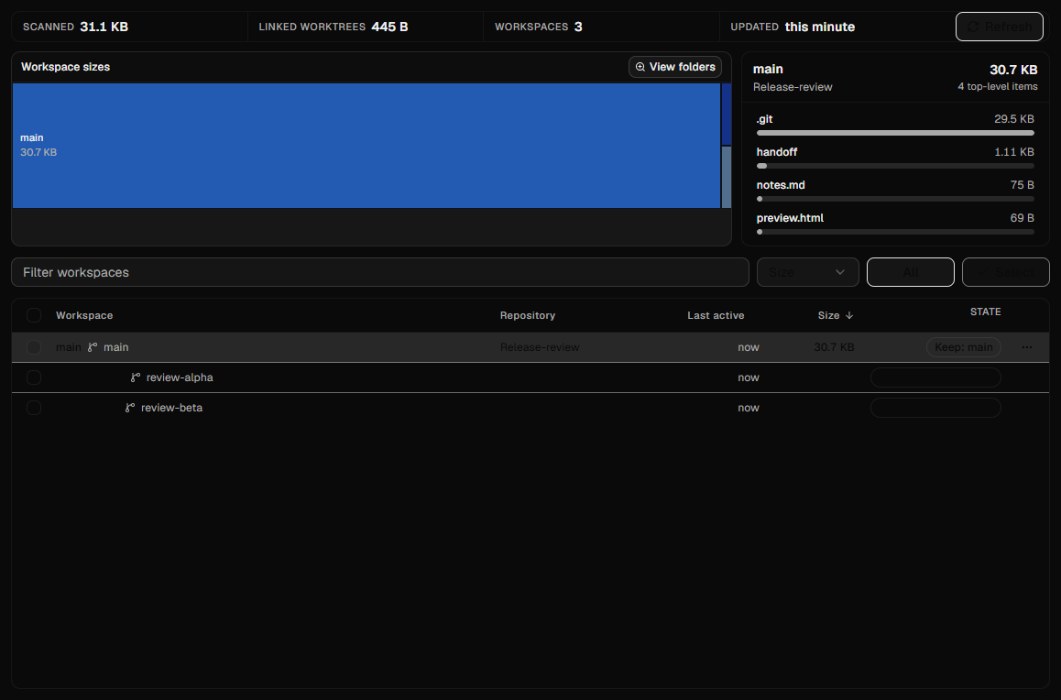 SCANNED 31.1 KB LINKED WORKTREES 445 B WORKSPACES 3 UPDATED this minute Refresh
Workspace sizes View folders
main
30.7 KB
main 30.7 KB
Release-review 4 top-level items
.git 29.5 KB
handoff 1.11 KB
notes.md 75 B
preview.html 69 B
Filter workspaces Size All
Workspace Repository Last active Size ↓ STATE
main main Release-review now 30.7 KB Keep: main ...
review-alpha now
review-beta now